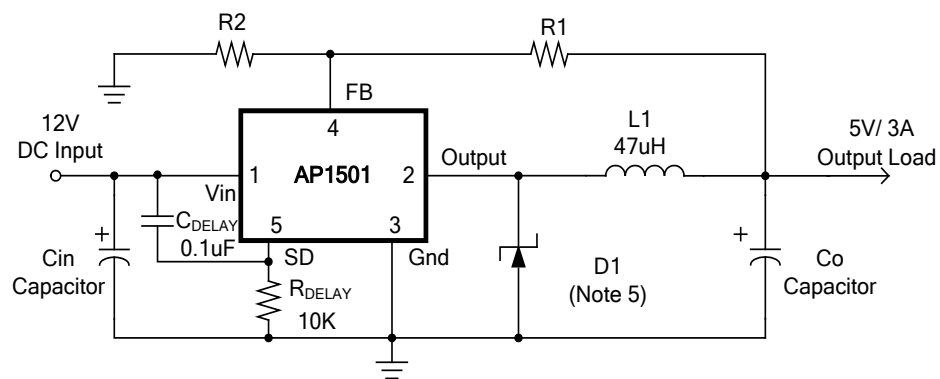 R2
R1
FB
4
12V
DC Input
L1
47uH
5V/ 3A
Output Load
Output
Vin
1
AP1501
2
5
3
C_DELAY
0.1uF
SD
Gnd
+
Cin
Capacitor
R_DELAY
10K
D1
(Note 5)
+
Co
Capacitor